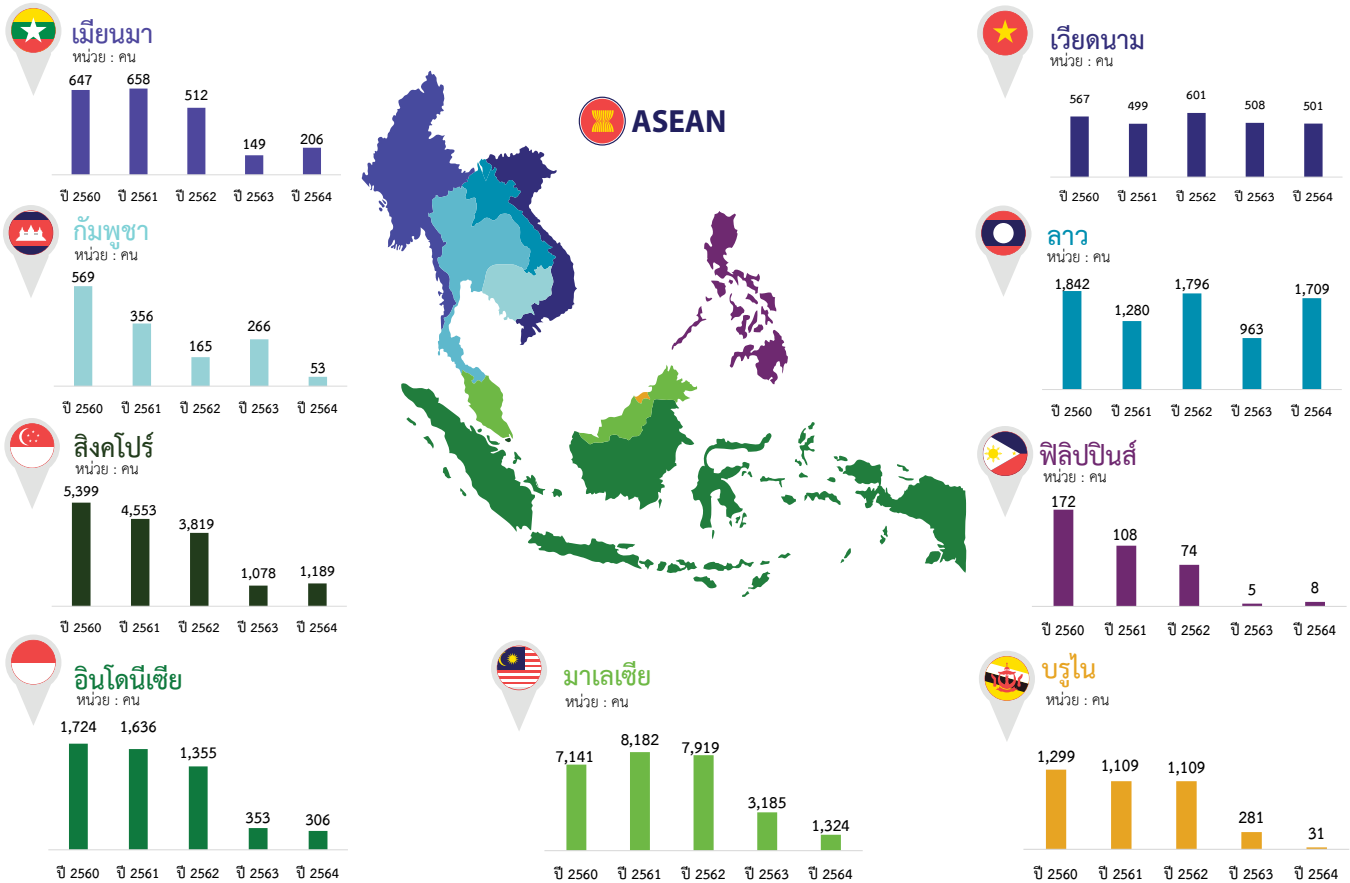 เมียนมา
หน่วย : คน
647 658 512 149 206
ปี 2560 ปี 2561 ปี 2562 ปี 2563 ปี 2564
กัมพูชา
หน่วย : คน
569 356 165 266 53
ปี 2560 ปี 2561 ปี 2562 ปี 2563 ปี 2564
สิงคโปร์
หน่วย : คน
5,399 4,553 3,819 1,078 1,189
ปี 2560 ปี 2561 ปี 2562 ปี 2563 ปี 2564
อินโดนีเซีย
หน่วย : คน
1,724 1,636 1,355 353 306
ปี 2560 ปี 2561 ปี 2562 ปี 2563 ปี 2564
ASEAN
มาเลเซีย
หน่วย : คน
7,141 8,182 7,919 3,185 1,324
ปี 2560 ปี 2561 ปี 2562 ปี 2563 ปี 2564
เวียดนาม
หน่วย : คน
567 499 601 508 501
ปี 2560 ปี 2561 ปี 2562 ปี 2563 ปี 2564
ลาว
หน่วย : คน
1,842 1,280 1,796 963 1,709
ปี 2560 ปี 2561 ปี 2562 ปี 2563 ปี 2564
ฟิลิปปินส์
หน่วย : คน
172 108 74 5 8
ปี 2560 ปี 2561 ปี 2562 ปี 2563 ปี 2564
บรูไน
หน่วย : คน
1,299 1,109 1,109 281 31
ปี 2560 ปี 2561 ปี 2562 ปี 2563 ปี 2564